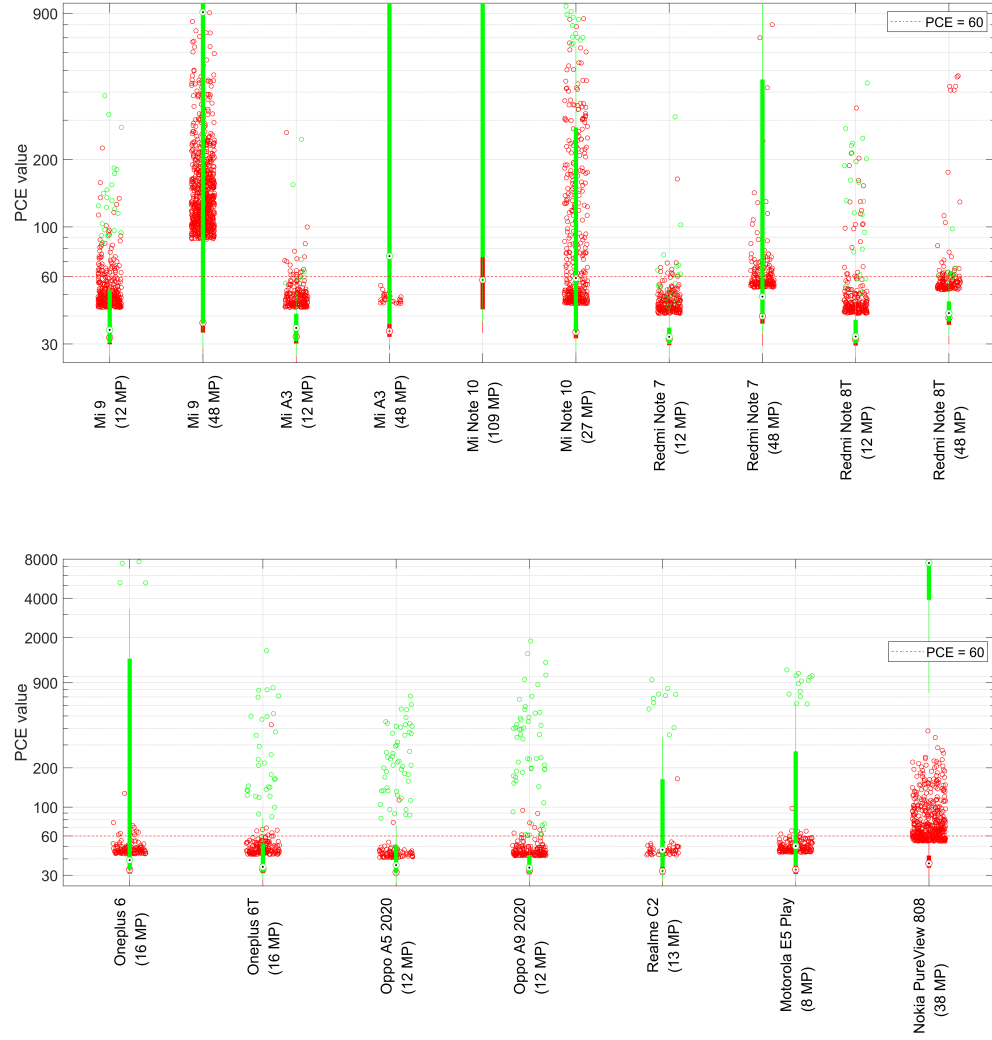 900
200
100
60
30
PCE value
PCE = 60
Mi 9
(12 MP)
Mi 9
(48 MP)
Mi A3
(12 MP)
Mi A3
(48 MP)
Mi Note 10
(109 MP)
Mi Note 10
(27 MP)
Redmi Note 7
(12 MP)
Redmi Note 7
(48 MP)
Redmi Note 8T
(12 MP)
Redmi Note 8T
(48 MP)
8000
4000
2000
900
200
100
60
30
PCE value
PCE = 60
Oneplus 6
(16 MP)
Oneplus 6T
(16 MP)
Oppo A5 2020
(12 MP)
Oppo A9 2020
(12 MP)
Realme C2
(13 MP)
Motorola E5 Play
(8 MP)
Nokia PureView 808
(38 MP)